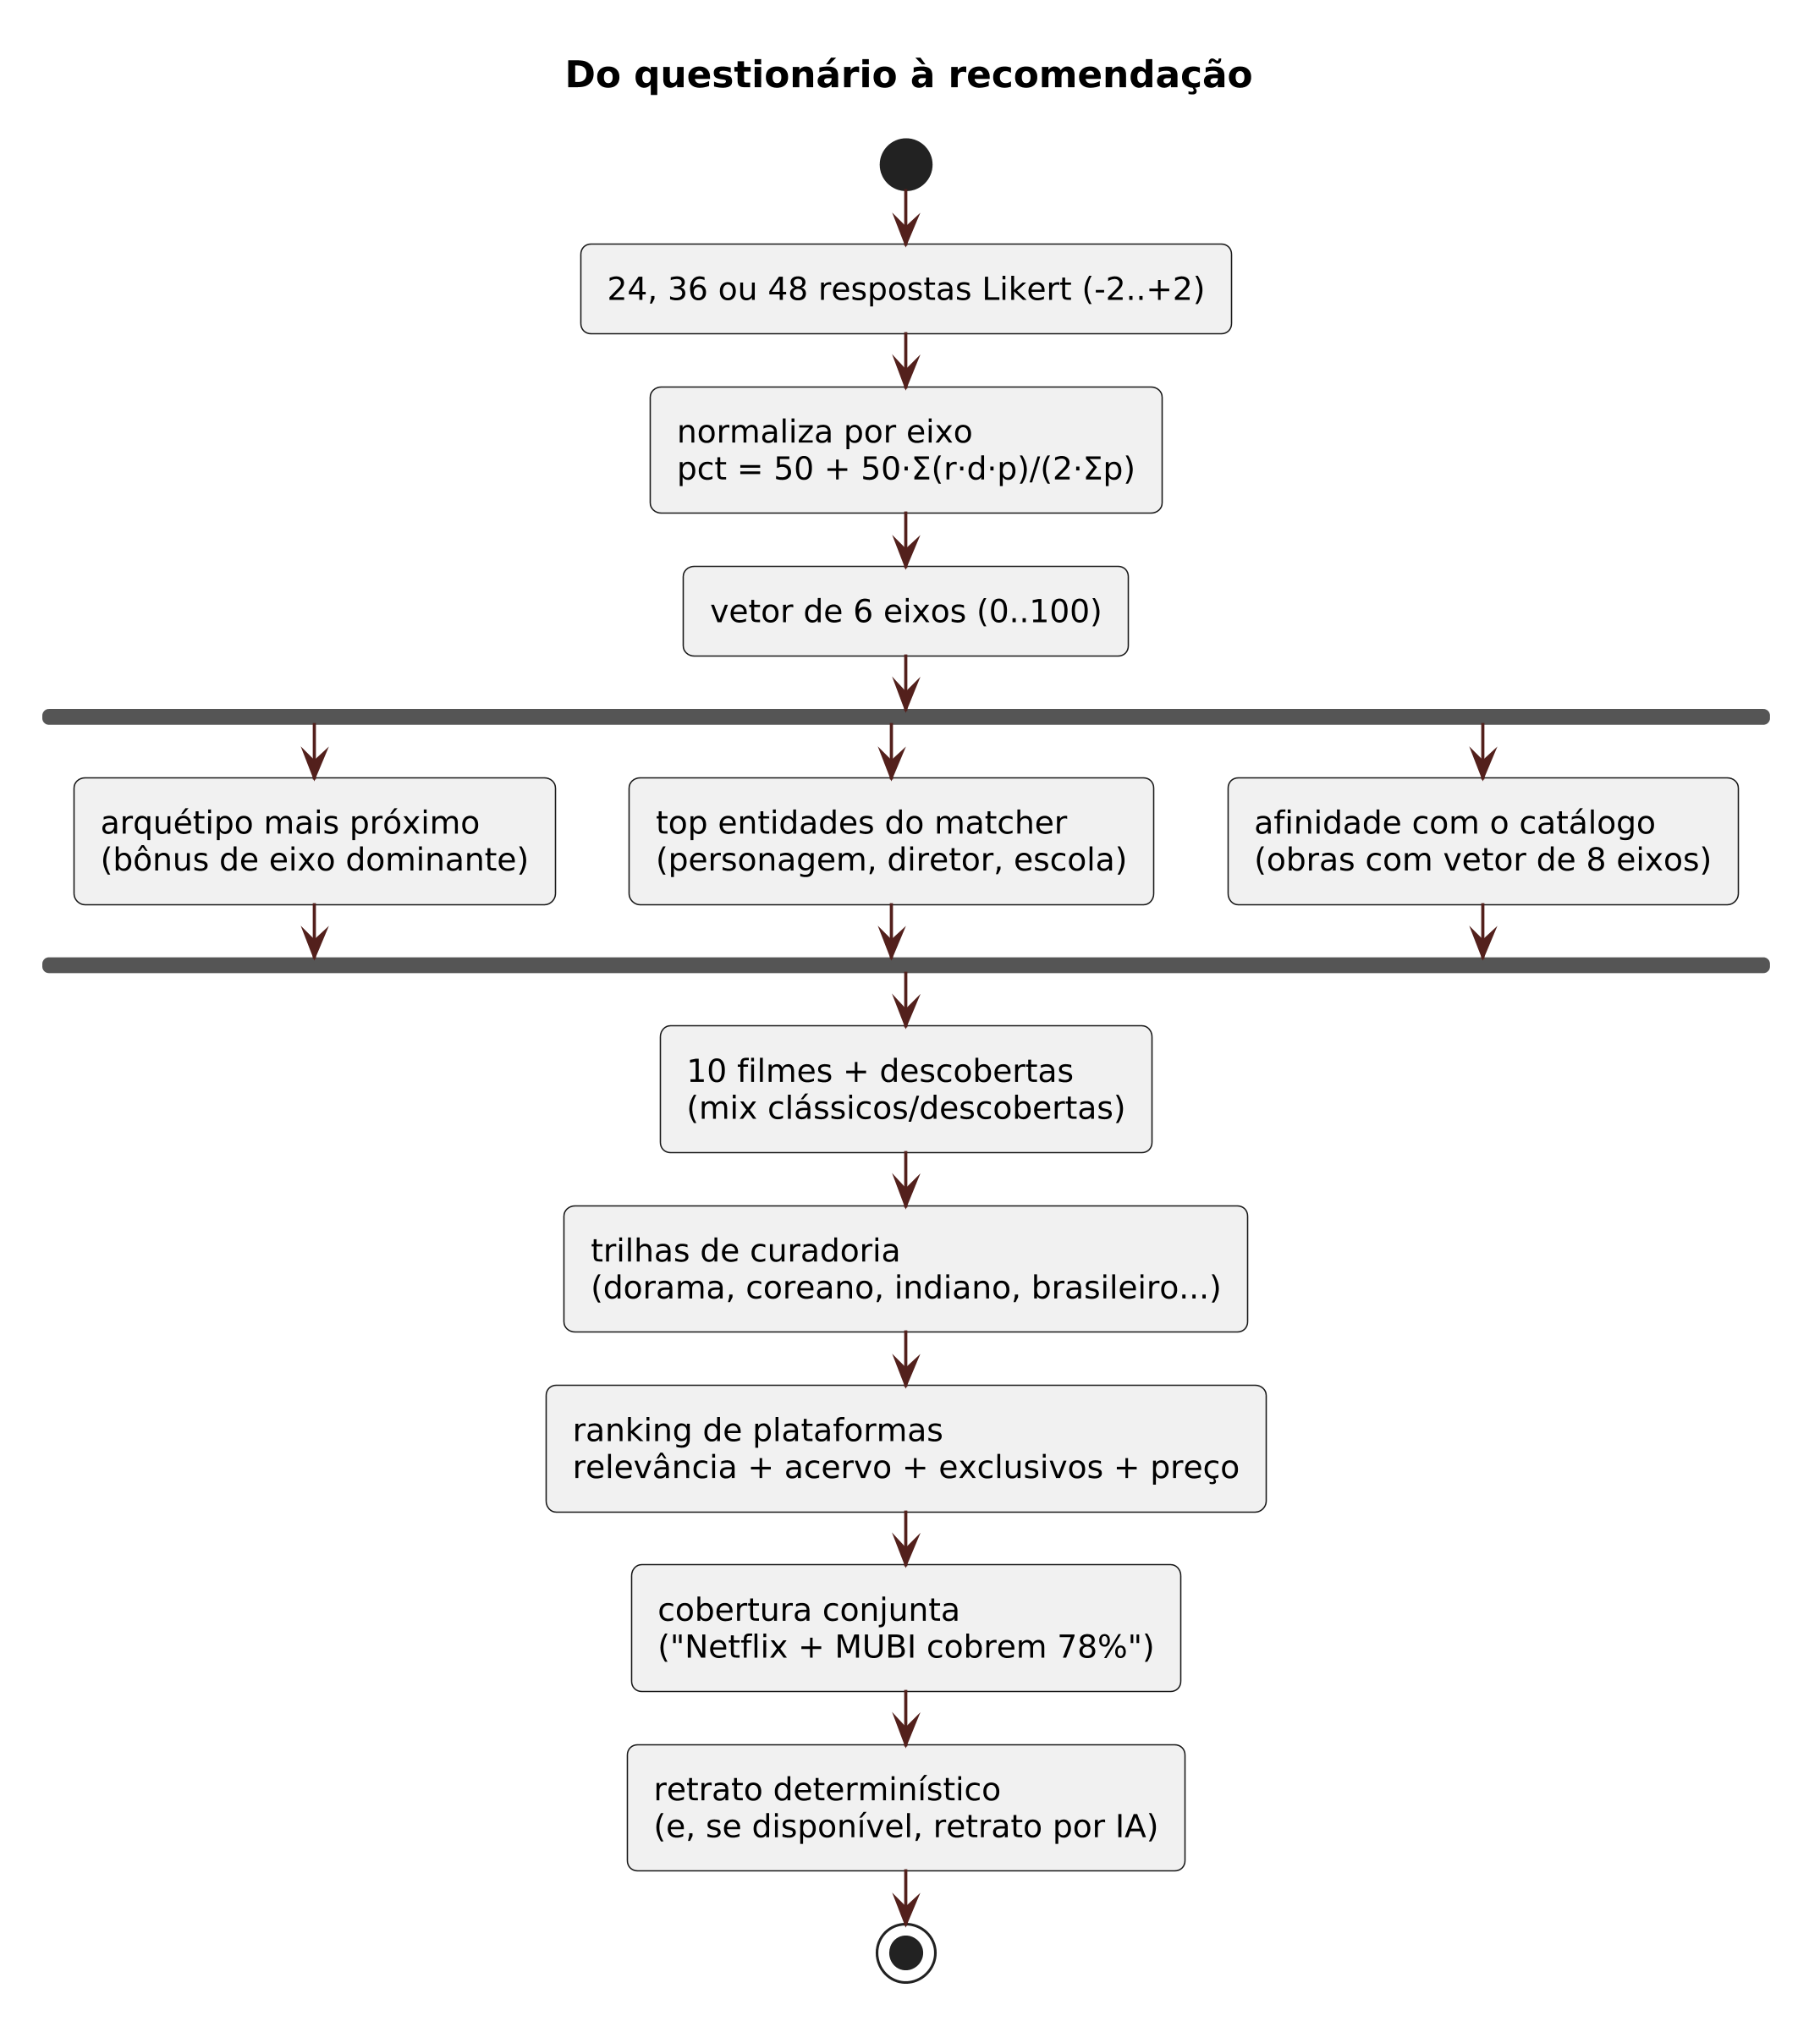 Do questionário à recomendação
24, 36 ou 48 respostas Likert (-2..+2)
normaliza por eixo
pct = 50 + 50·Σ(r·d·p)/(2·Σp)
vetor de 6 eixos (0..100)
arquétipo mais próximo
(bônus de eixo dominante)
top entidades do matcher
(personagem, diretor, escola)
afinidade com o catálogo
(obras com vetor de 8 eixos)
10 filmes + descobertas
(mix clássicos/descobertas)
trilhas de curadoria
(dorama, coreano, indiano, brasileiro...)
ranking de plataformas
relevância + acervo + exclusivos + preço
cobertura conjunta
("Netflix + MUBI cobrem 78%")
retrato determinístico
(e, se disponível, retrato por IA)